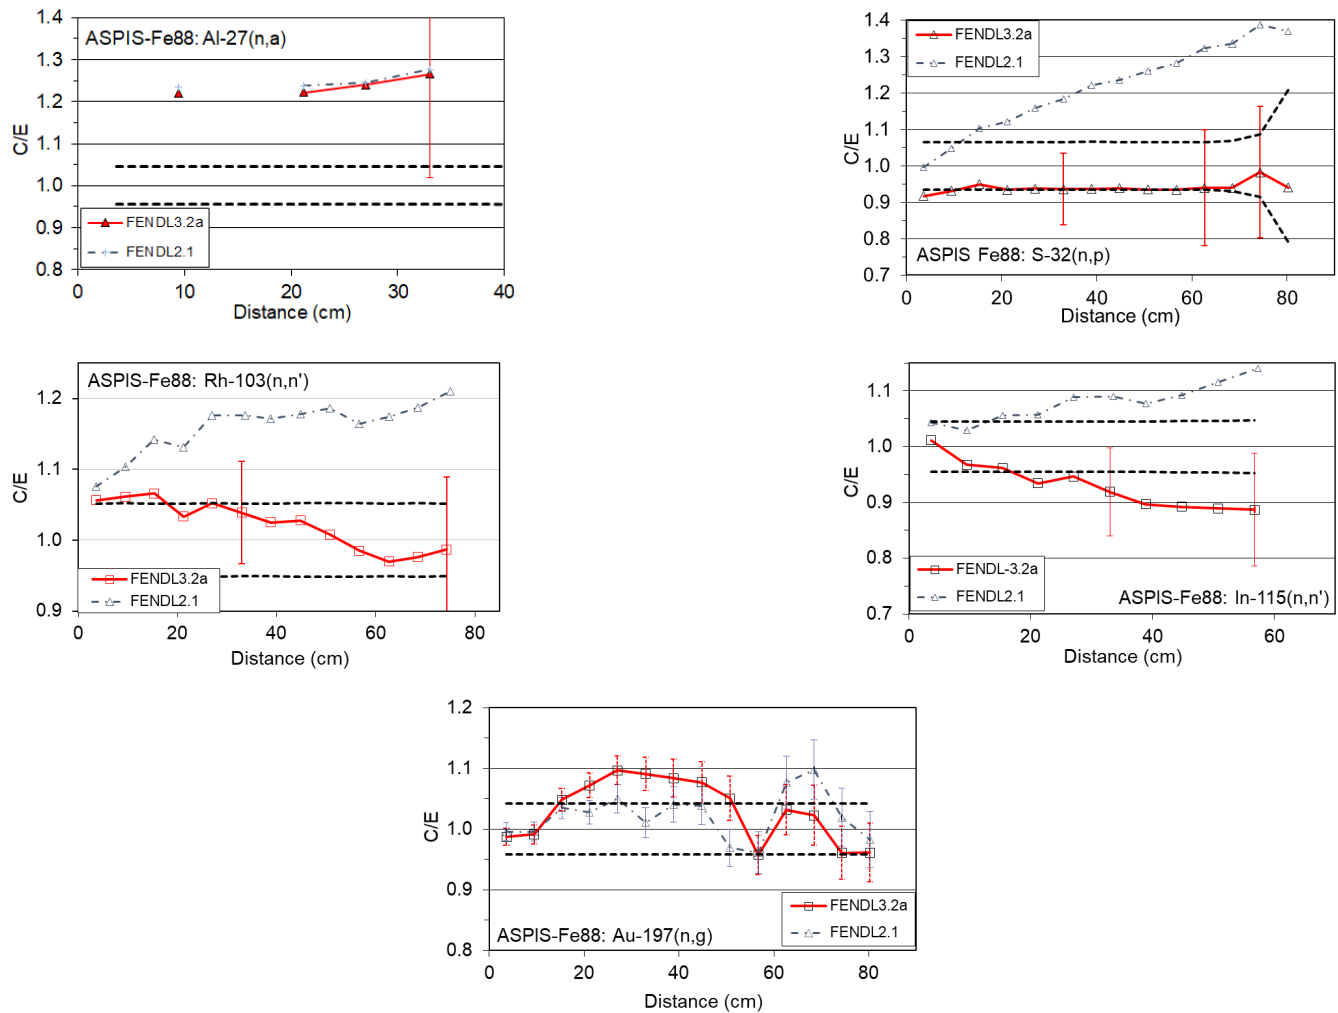 ASPIS-Fe88: Al-27(n,a)
C/E
1.4
1.3
1.2
1.1
1.0
0.9
0.8
FENDL3.2a
FENDL2.1
0 10 20 30 40
Distance (cm)
FENDL3.2a
FENDL2.1
C/E
1.4
1.3
1.2
1.1
1.0
0.9
0.8
0.7
ASPIS Fe88: S-32(n,p)
0 20 40 60 80
Distance (cm)
ASPIS-Fe88: Rh-103(n,n')
C/E
1.2
1.1
1.0
0.9
FENDL3.2a
FENDL2.1
0 20 40 60 80
Distance (cm)
C/E
1.1
1.0
0.9
0.8
0.7
FENDL-3.2a
FENDL2.1
ASPIS-Fe88: In-115(n,n')
0 20 40 60
Distance (cm)
C/E
1.2
1.1
1.0
0.9
0.8
FENDL3.2a
FENDL2.1
ASPIS-Fe88: Au-197(n,g)
0 20 40 60 80
Distance (cm)